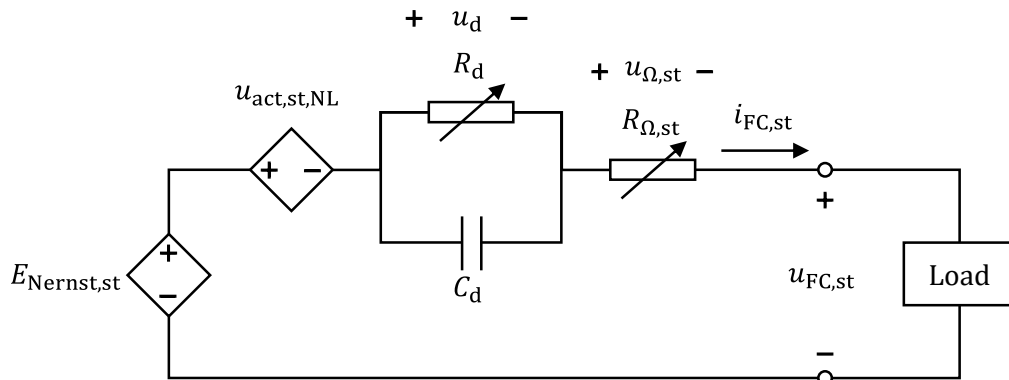 + u_d −
R_d
+ u_Ω,st −
u_act,st,NL
R_Ω,st
i_FC,st
+ −
+
+
E_Nernst,st
−
C_d
u_FC,st
Load
−